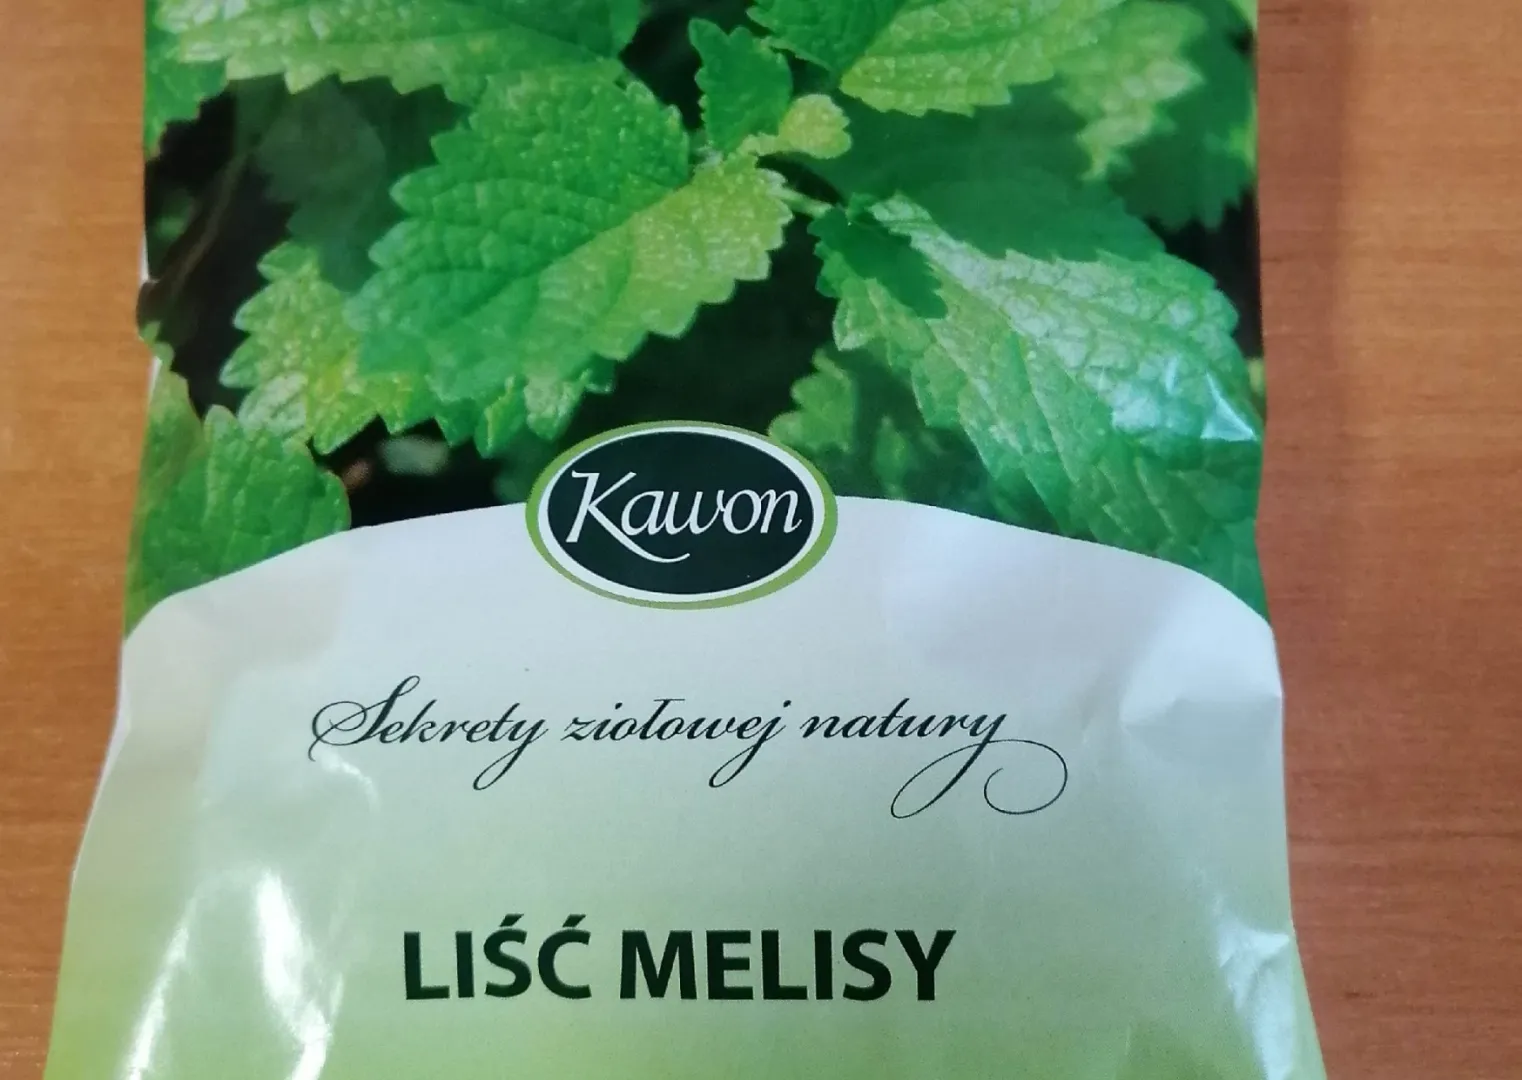 Kawon
Sekrety ziołowej natury
LIŚĆ MELISY